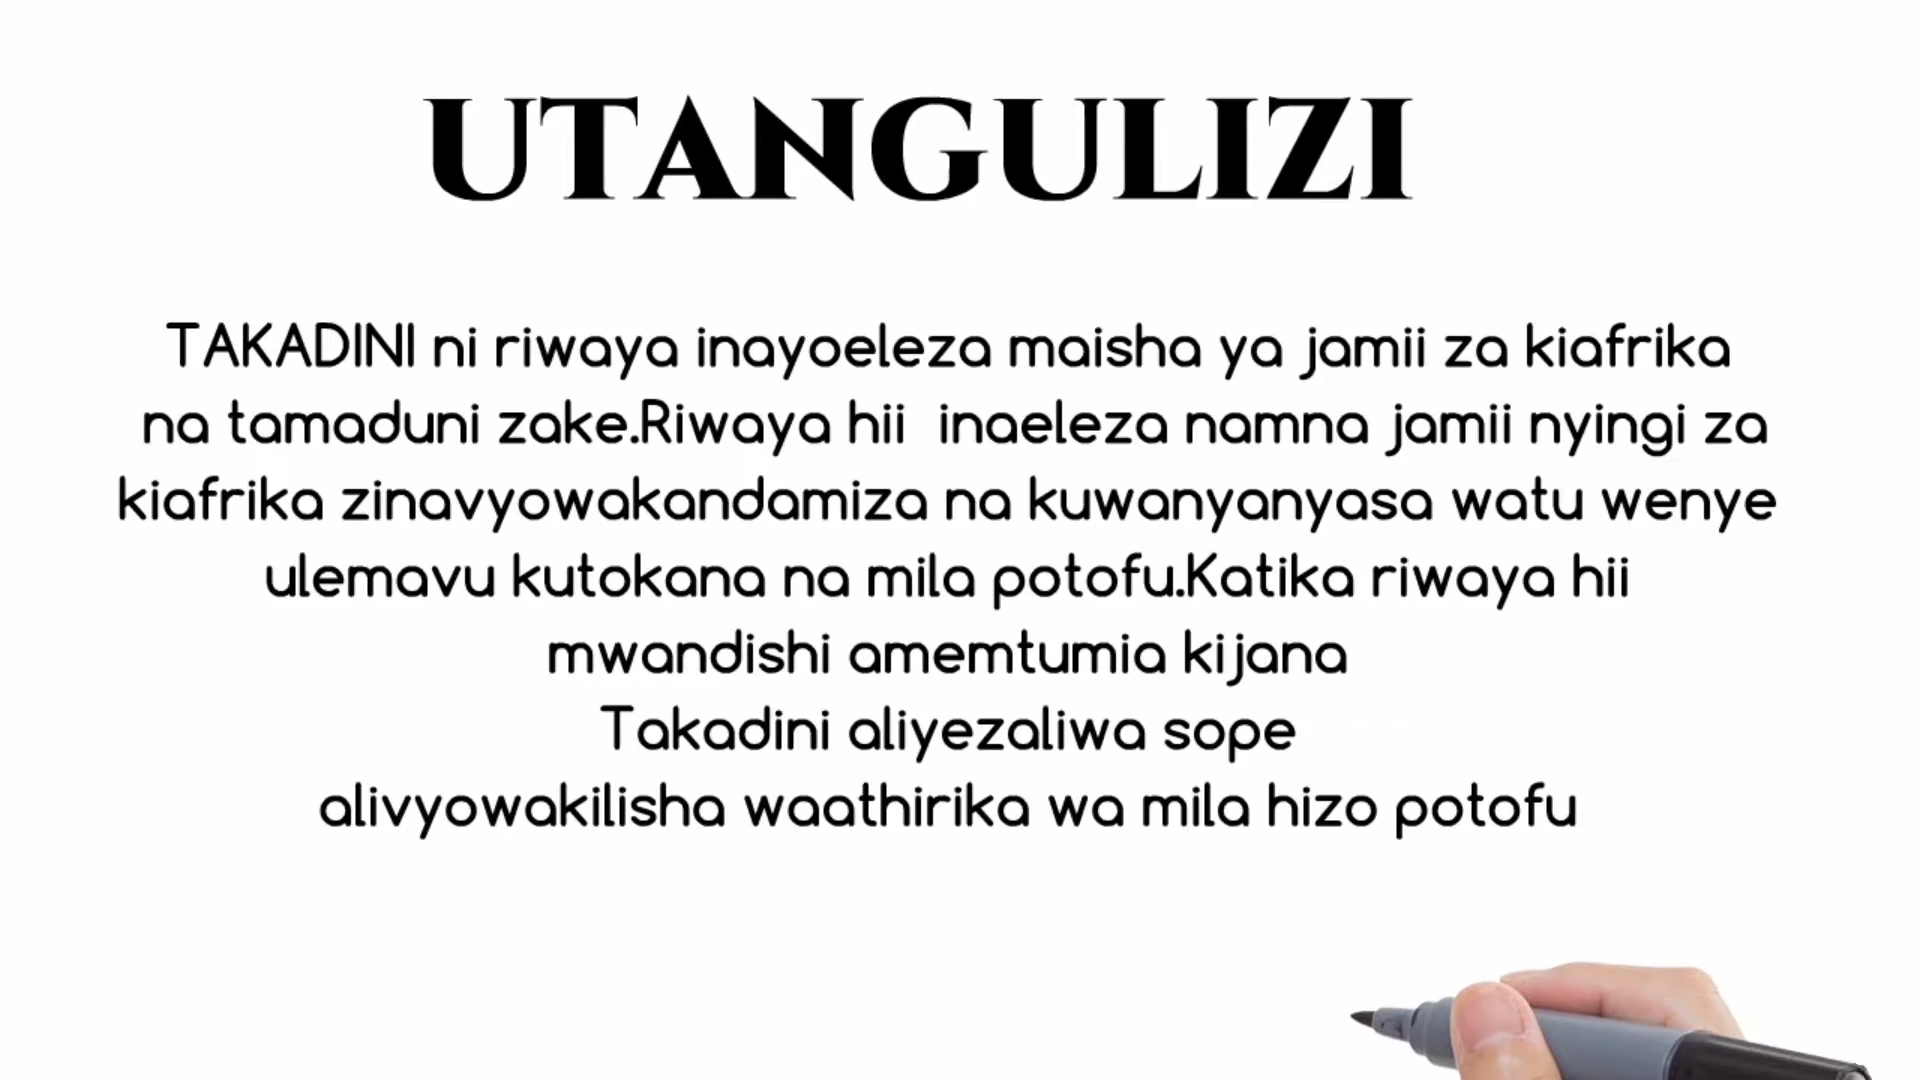 UTANGULIZI
TAKADINI ni riwaya inayoeleza maisha ya jamii za kiafrika
na tamaduni zake.Riwaya hii  inaeleza namna jamii nyingi za
kiafrika zinavyowakandamiza na kuwanyanyasa watu wenye
ulemavu kutokana na mila potofu.Katika riwaya hii
mwandishi amemtumia kijana
Takadini aliyezaliwa sope
alivyowakilisha waathirika wa mila hizo potofu